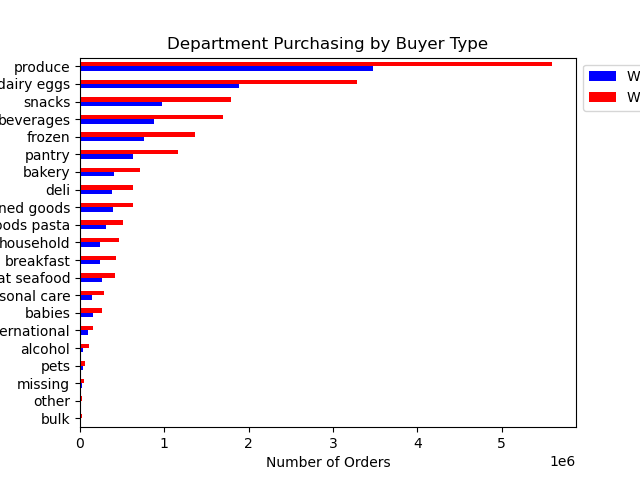 Department Purchasing by Buyer Type
produce
dairy eggs
snacks
beverages
frozen
pantry
bakery
deli
ned goods
oods pasta
household
breakfast
at seafood
sonal care
babies
ernational
alcohol
pets
missing
other
bulk
0 1 2 3 4 5
1e6
Number of Orders
W
W